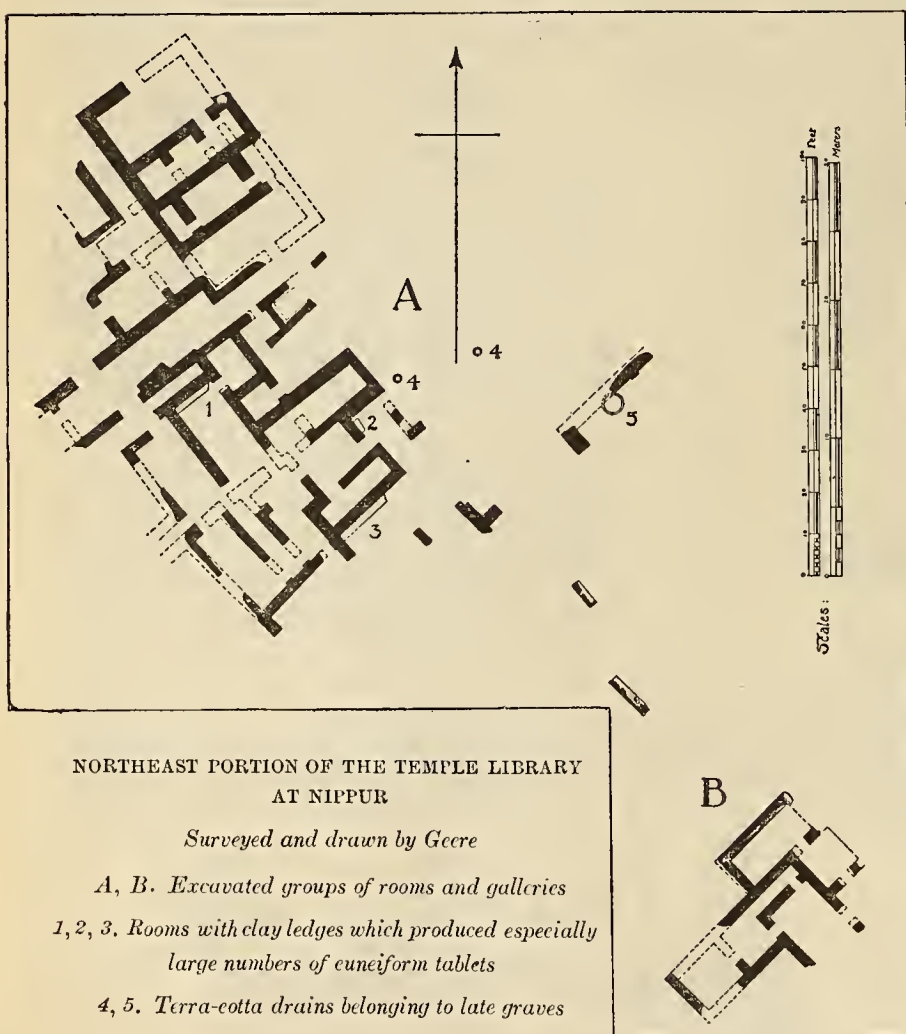 A
4
4
1
2
3
5
Feet
Meters
Scales :
B
NORTHEAST PORTION OF THE TEMPLE LIBRARY
AT NIPPUR
Surveyed and drawn by Geere
A, B. Excavated groups of rooms and galleries
1, 2, 3. Rooms with clay ledges which produced especially
large numbers of cuneiform tablets
4, 5. Terra-cotta drains belonging to late graves